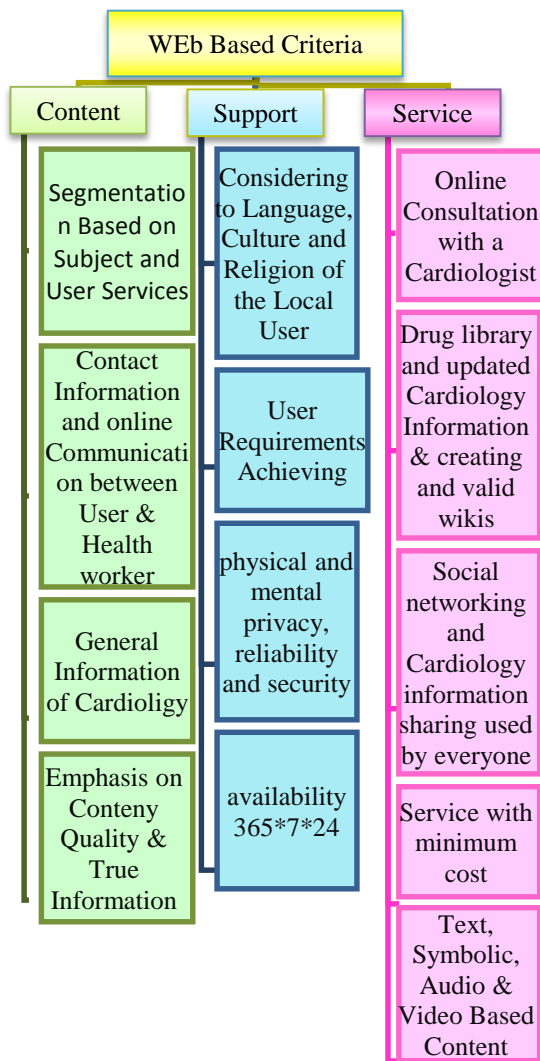 WEb Based Criteria
Content
Segmentatio
n Based on
Subject and
User Services
Contact
Information
and online
Communicati
on between
User &
Health
worker
General
Information
of Cardioligy
Emphasis on
Conteny
Quality &
True
Information
Support
Considering
to Language,
Culture and
Religion of
the Local
User
User
Requirements
Achieving
physical and
mental
privacy,
reliability
and security
availability
365*7*24
Service
Online
Consultation
with a
Cardiologist
Drug library
and updated
Cardiology
Information
& creating
and valid
wikis
Social
networking
and
Cardiology
information
sharing used
by everyone
Service with
minimum
cost
Text,
Symbolic,
Audio &
Video Based
Content